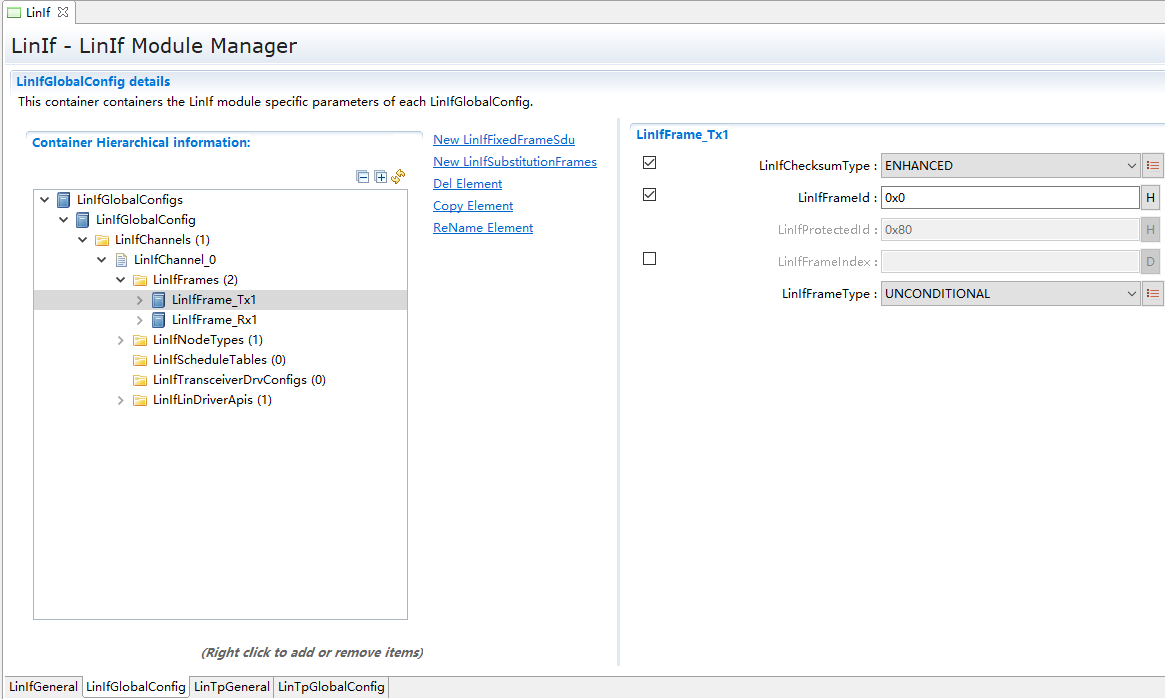 LinIf
LinIf - LinIf Module Manager
LinIfGlobalConfig details
This container containers the LinIf module specific parameters of each LinIfGlobalConfig.
Container Hierarchical information:
LinIfGlobalConfigs
LinIfGlobalConfig
LinIfChannels (1)
LinIfChannel_0
LinIfFrames (2)
LinIfFrame_Tx1
LinIfFrame_Rx1
LinIfNodeTypes (1)
LinIfScheduleTables (0)
LinIfTransceiverDrvConfigs (0)
LinIfLinDriverApis (1)
(Right click to add or remove items)
New LinIfFixedFrameSdu
New LinIfSubstitutionFrames
Del Element
Copy Element
ReName Element
LinIfFrame_Tx1
LinIfChecksumType : ENHANCED
LinIfFrameId : 0x0 H
LinIfProtectedId : 0x80 H
LinIfFrameIndex : D
LinIfFrameType : UNCONDITIONAL
LinIfGeneral LinIfGlobalConfig LinTpGeneral LinTpGlobalConfig